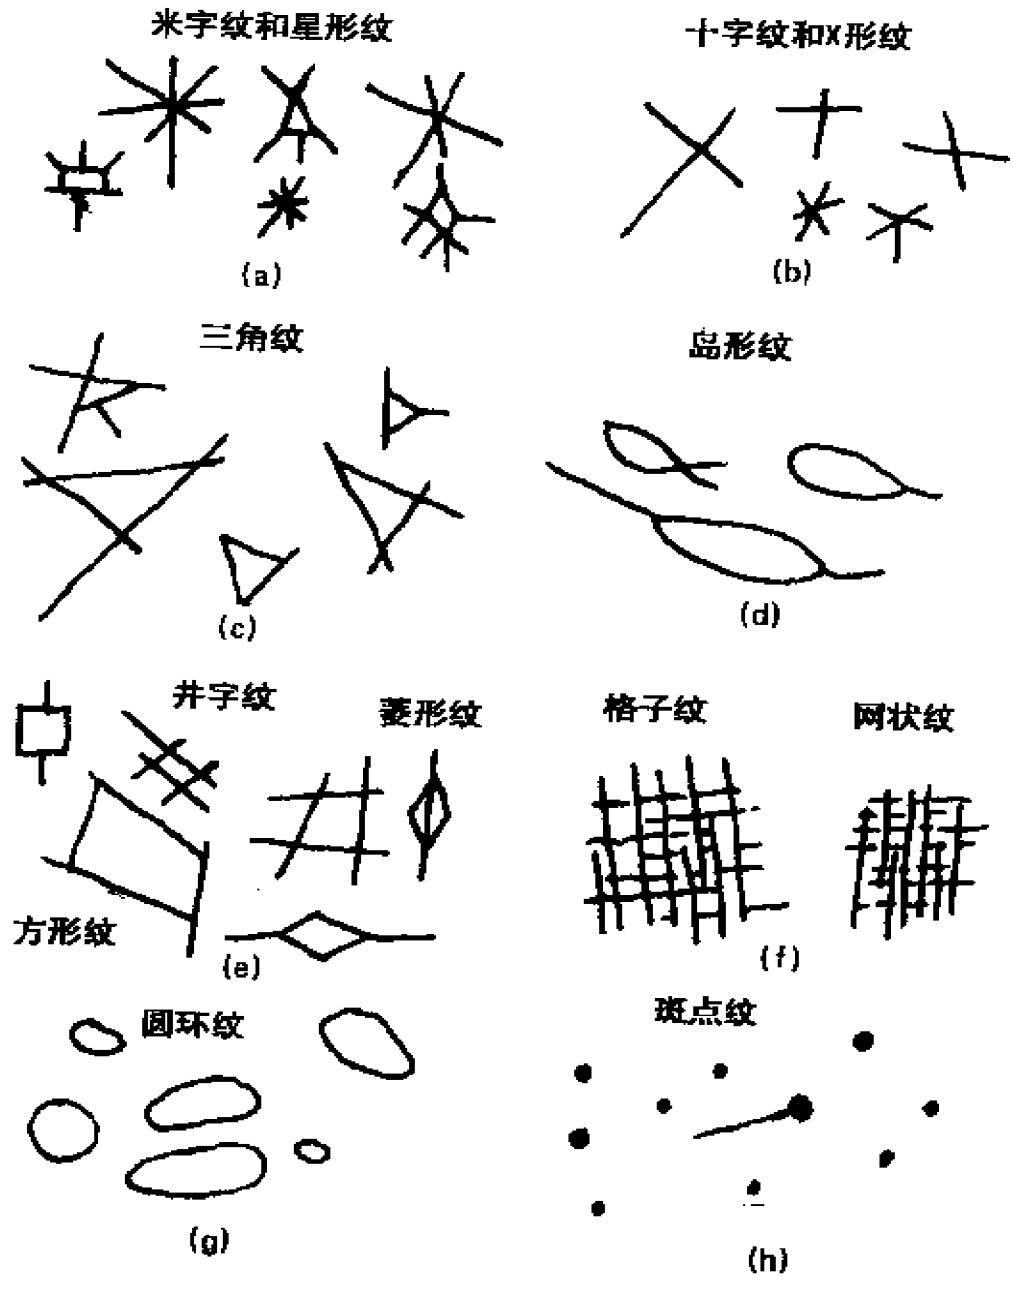 米字纹和星形纹
十字纹和X形纹
(a)
(b)
三角纹
岛形纹
(c)
(d)
井字纹
菱形纹
格子纹
网状纹
方形纹
(e)
(f)
圆环纹
斑点纹
(g)
(h)